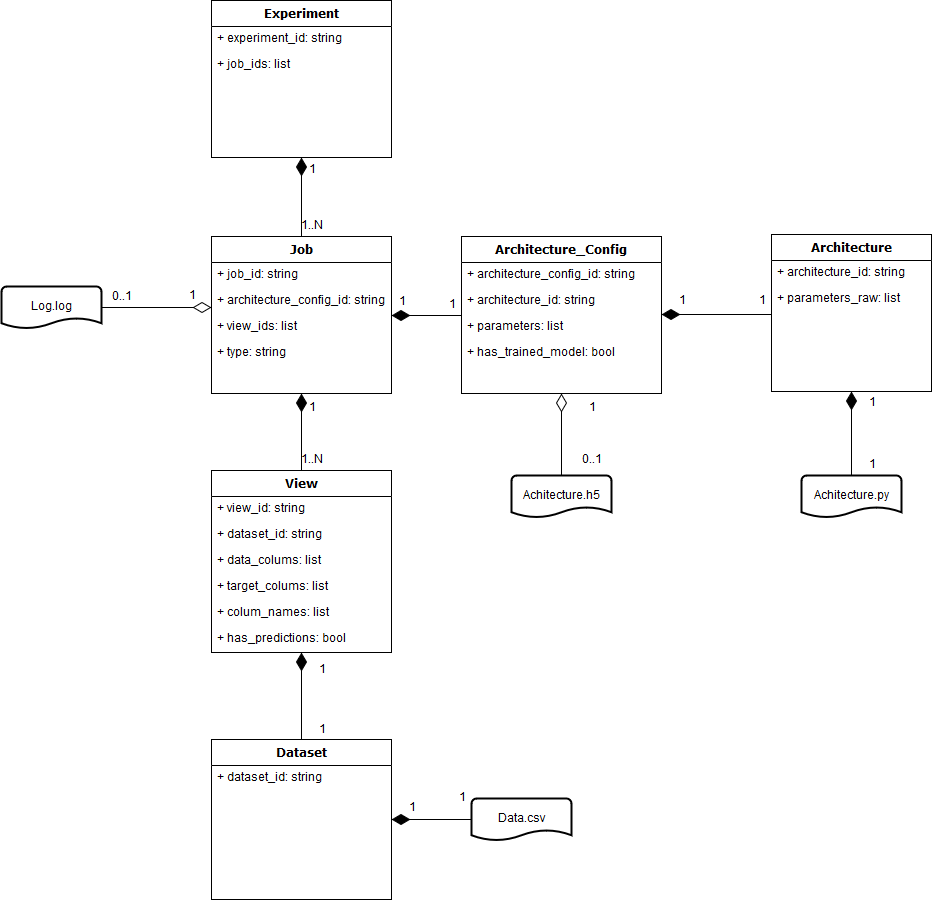 Experiment
+ experiment_id: string
+ job_ids: list
1
1..N
Job
+ job_id: string
+ architecture_config_id: string
+ view_ids: list
+ type: string
Log.log
0..1
1
1
1
Architecture_Config
+ architecture_config_id: string
+ architecture_id: string
+ parameters: list
+ has_trained_model: bool
1
1
Architecture
+ architecture_id: string
+ parameters_raw: list
1
0..1
Achitecture.h5
1
1
Achitecture.py
1
1..N
View
+ view_id: string
+ dataset_id: string
+ data_colums: list
+ target_colums: list
+ colum_names: list
+ has_predictions: bool
1
1
Dataset
+ dataset_id: string
1
1
Data.csv